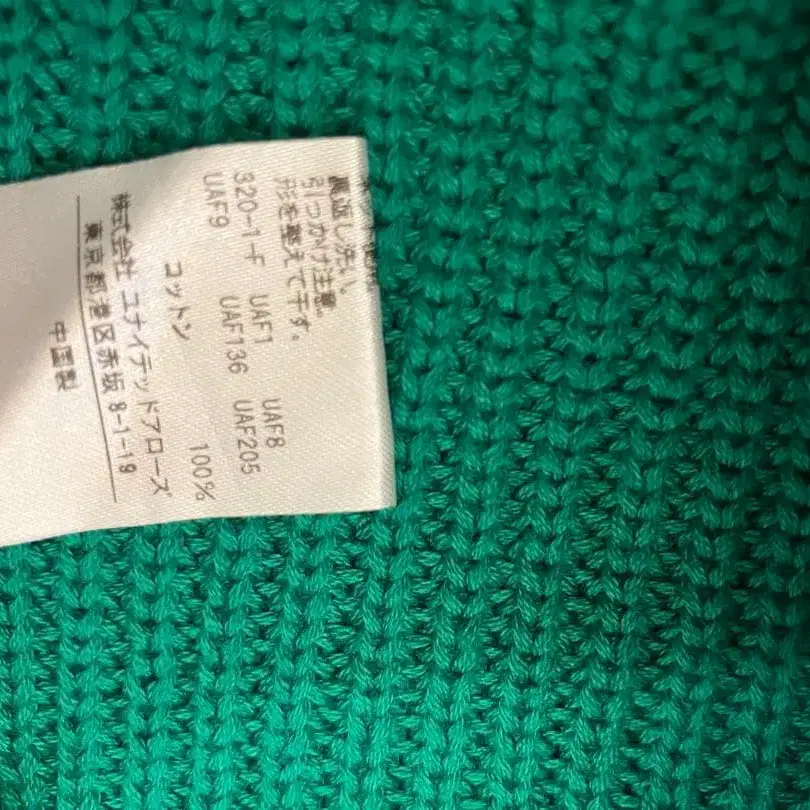 裏返し洗い
引っかけ注意
形を整えて干す。
320-1-F UAF1 UAF8
UAF9 UAF136 UAF205
コットン 100%
株式会社 ユナイテッドアローズ
東京都港区赤坂 8-1-19
中国製